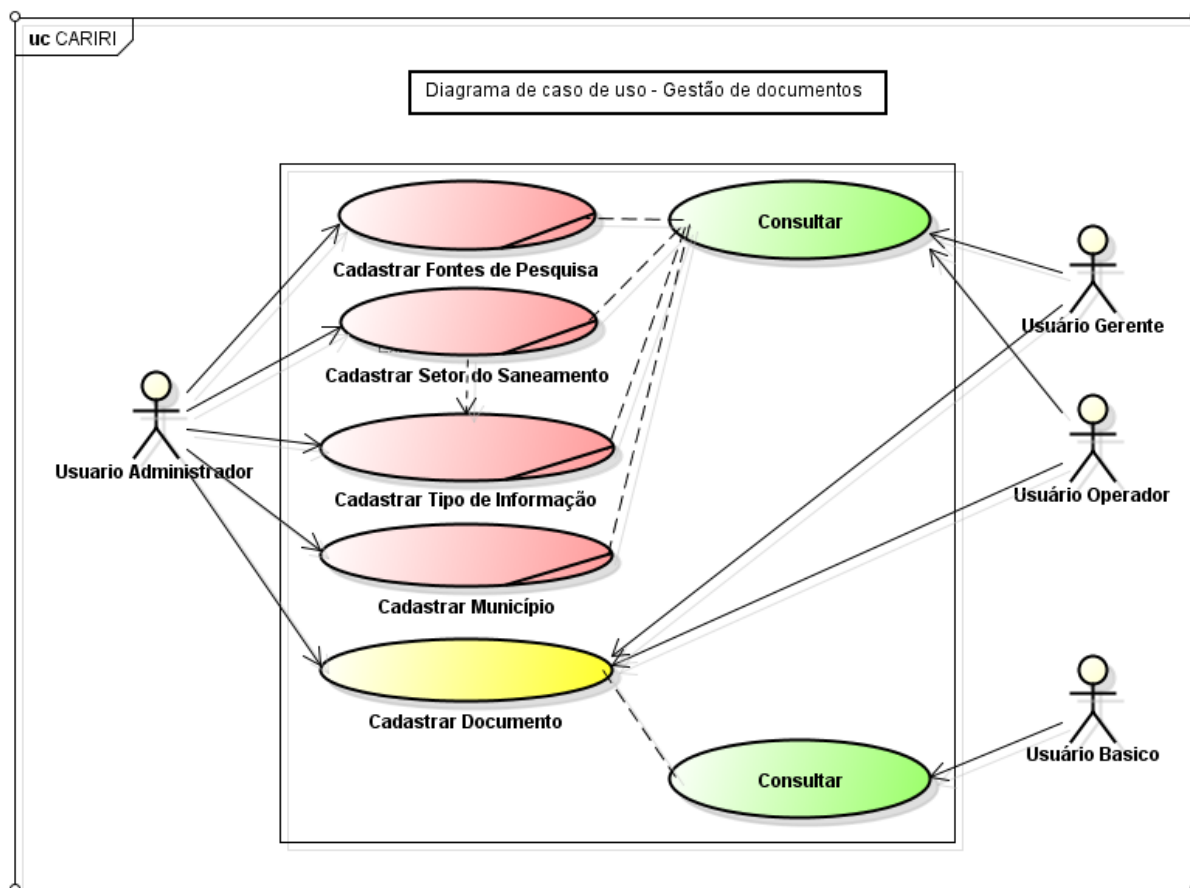 uc CARIRI
Diagrama de caso de uso - Gestão de documentos
Consultar
Cadastrar Fontes de Pesquisa
Usuário Gerente
Cadastrar Setor do Saneamento
Usuario Administrador
Cadastrar Tipo de Informação
Usuário Operador
Cadastrar Município
Cadastrar Documento
Usuário Basico
Consultar